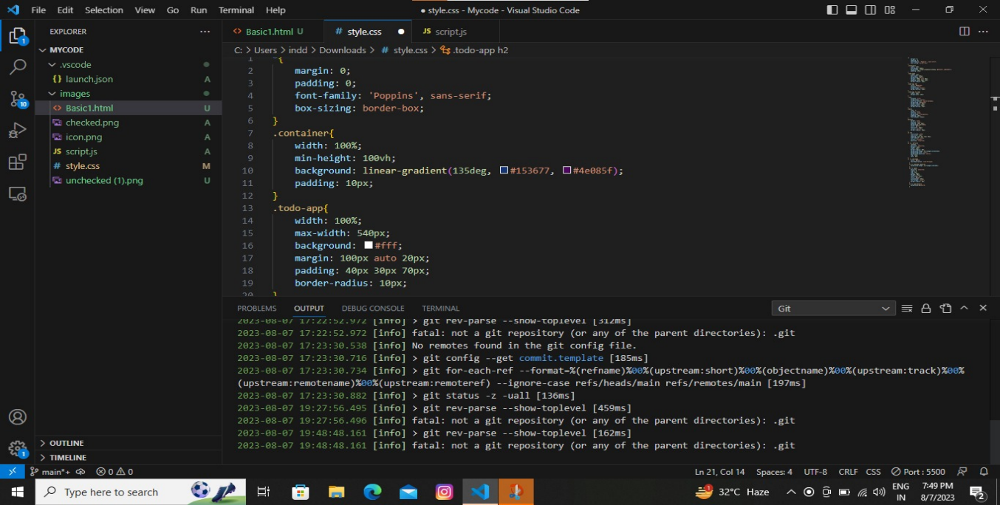 File Edit Selection View Go Run Terminal Help
● style.css - Mycode - Visual Studio Code
EXPLORER
MYCODE
.vscode
{} launch.json A
images
<> Basic1.html U
checked.png A
icon.png A
JS script.js A
# style.css M
unchecked (1).png U
OUTLINE
TIMELINE
1
10
1
<> Basic1.html U
# style.css ●
JS script.js
C: > Users > indd > Downloads > # style.css > .todo-app h2
1 *{
2 margin: 0;
3 padding: 0;
4 font-family: 'Poppins', sans-serif;
5 box-sizing: border-box;
6 }
7 .container{
8 width: 100%;
9 min-height: 100vh;
10 background: linear-gradient(135deg, #153677, #4e085f);
11 padding: 10px;
12 }
13 .todo-app{
14 width: 100%;
15 max-width: 540px;
16 background: #fff;
17 margin: 100px auto 20px;
18 padding: 40px 30px 70px;
19 border-radius: 10px;
20 }
PROBLEMS OUTPUT DEBUG CONSOLE TERMINAL
Git
2023-08-07 17:22:52.972 [info] > git rev-parse --show-toplevel [312ms]
2023-08-07 17:22:52.972 [info] fatal: not a git repository (or any of the parent directories): .git
2023-08-07 17:23:30.538 [info] No remotes found in the git config file.
2023-08-07 17:23:30.716 [info] > git config --get commit.template [185ms]
2023-08-07 17:23:30.734 [info] > git for-each-ref --format=%(refname)%00%(upstream:short)%00%(objectname)%00%(upstream:track)%00%
(upstream:remotename)%00%(upstream:remoteref) --ignore-case refs/heads/main refs/remotes/main [197ms]
2023-08-07 17:23:30.882 [info] > git status -z -uall [136ms]
2023-08-07 19:27:56.495 [info] > git rev-parse --show-toplevel [459ms]
2023-08-07 19:27:56.496 [info] fatal: not a git repository (or any of the parent directories): .git
2023-08-07 19:48:48.161 [info] > git rev-parse --show-toplevel [162ms]
2023-08-07 19:48:48.161 [info] fatal: not a git repository (or any of the parent directories): .git
main*+ 0 0
Ln 21, Col 14 Spaces: 4 UTF-8 CRLF CSS Port : 5500
Type here to search
1
32°C Haze
ENG
IN
7:49 PM
8/7/2023
2